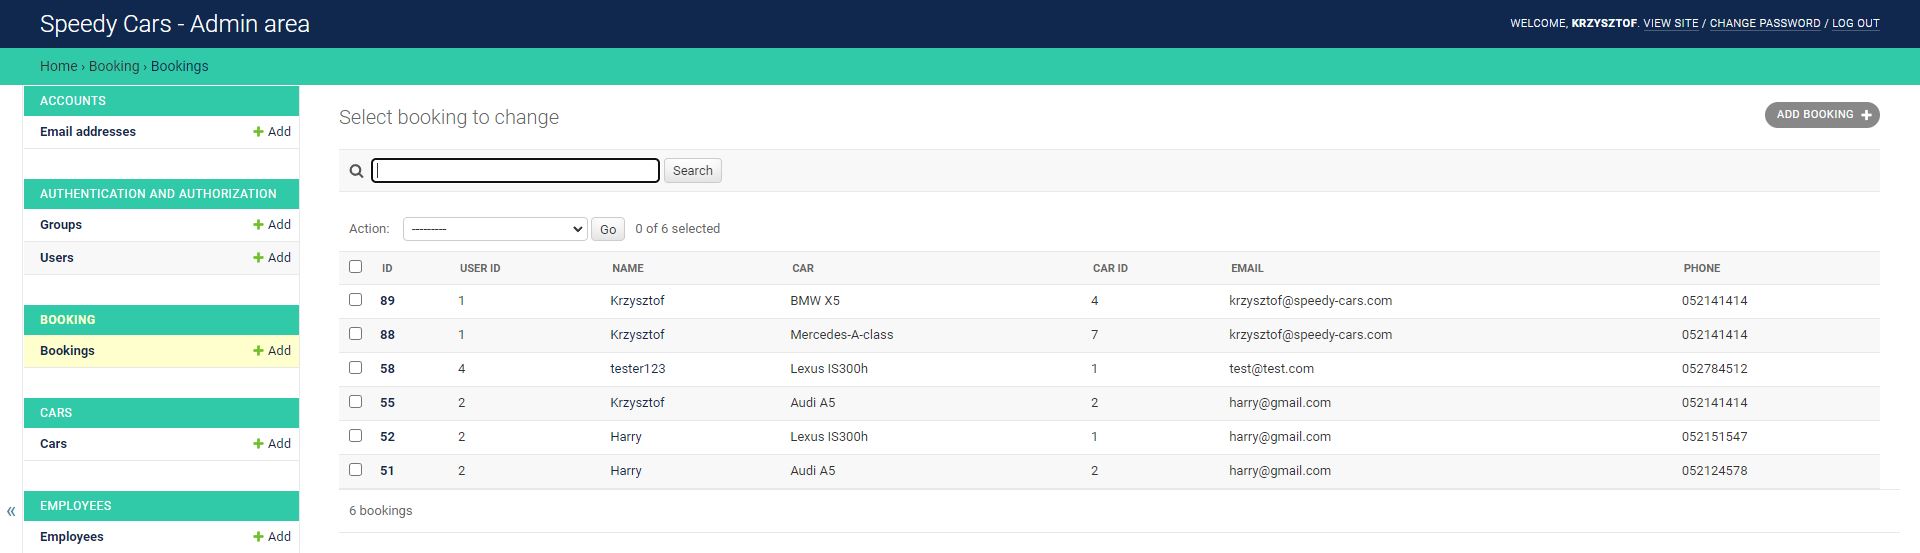 Speedy Cars - Admin area
WELCOME, KRZYSZTOF. VIEW SITE / CHANGE PASSWORD / LOG OUT
Home › Booking › Bookings
ACCOUNTS
Email addresses + Add
AUTHENTICATION AND AUTHORIZATION
Groups + Add
Users + Add
BOOKING
Bookings + Add
CARS
Cars + Add
EMPLOYEES
Employees + Add
«
Select booking to change
ADD BOOKING +
Search
Action: --------- Go 0 of 6 selected
ID USER ID NAME CAR CAR ID EMAIL PHONE
89 1 Krzysztof BMW X5 4 krzysztof@speedy-cars.com 052141414
88 1 Krzysztof Mercedes-A-class 7 krzysztof@speedy-cars.com 052141414
58 4 tester123 Lexus IS300h 1 test@test.com 052784512
55 2 Krzysztof Audi A5 2 harry@gmail.com 052141414
52 2 Harry Lexus IS300h 1 harry@gmail.com 052151547
51 2 Harry Audi A5 2 harry@gmail.com 052124578
6 bookings